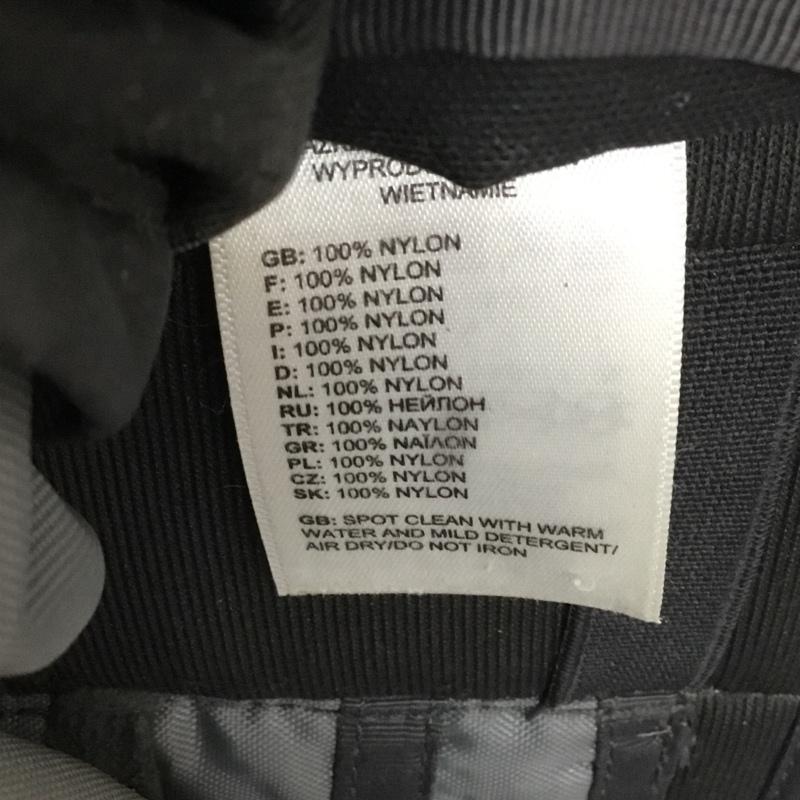 WIETNAMIE
GB: 100% NYLON
F: 100% NYLON
E: 100% NYLON
P: 100% NYLON
I: 100% NYLON
D: 100% NYLON
NL: 100% NYLON
RU: 100% НЕЙЛОН
TR: 100% NAYLON
GR: 100% ΝΑΪΛΟΝ
PL: 100% NYLON
CZ: 100% NYLON
SK: 100% NYLON
GB: SPOT CLEAN WITH WARM
WATER AND MILD DETERGENT/
AIR DRY/DO NOT IRON